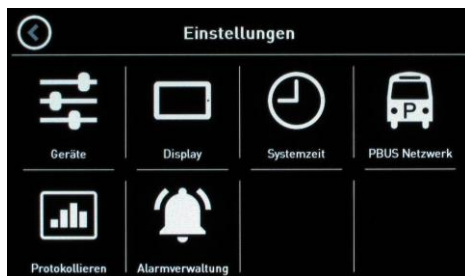 Einstellungen
Geräte
Display
Systemzeit
P
PBUS Netzwerk
Protokollieren
Alarmverwaltung